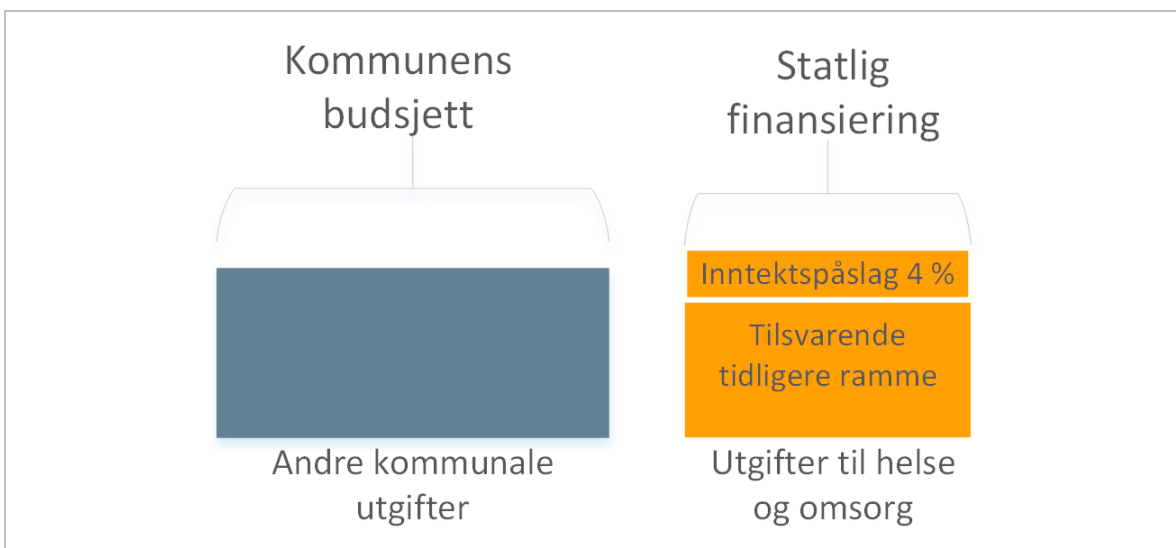 Kommunens
budsjett
Statlig
finansiering
Inntektspåslag 4 %
Tilsvarende
tidligere ramme
Andre kommunale
utgifter
Utgifter til helse
og omsorg